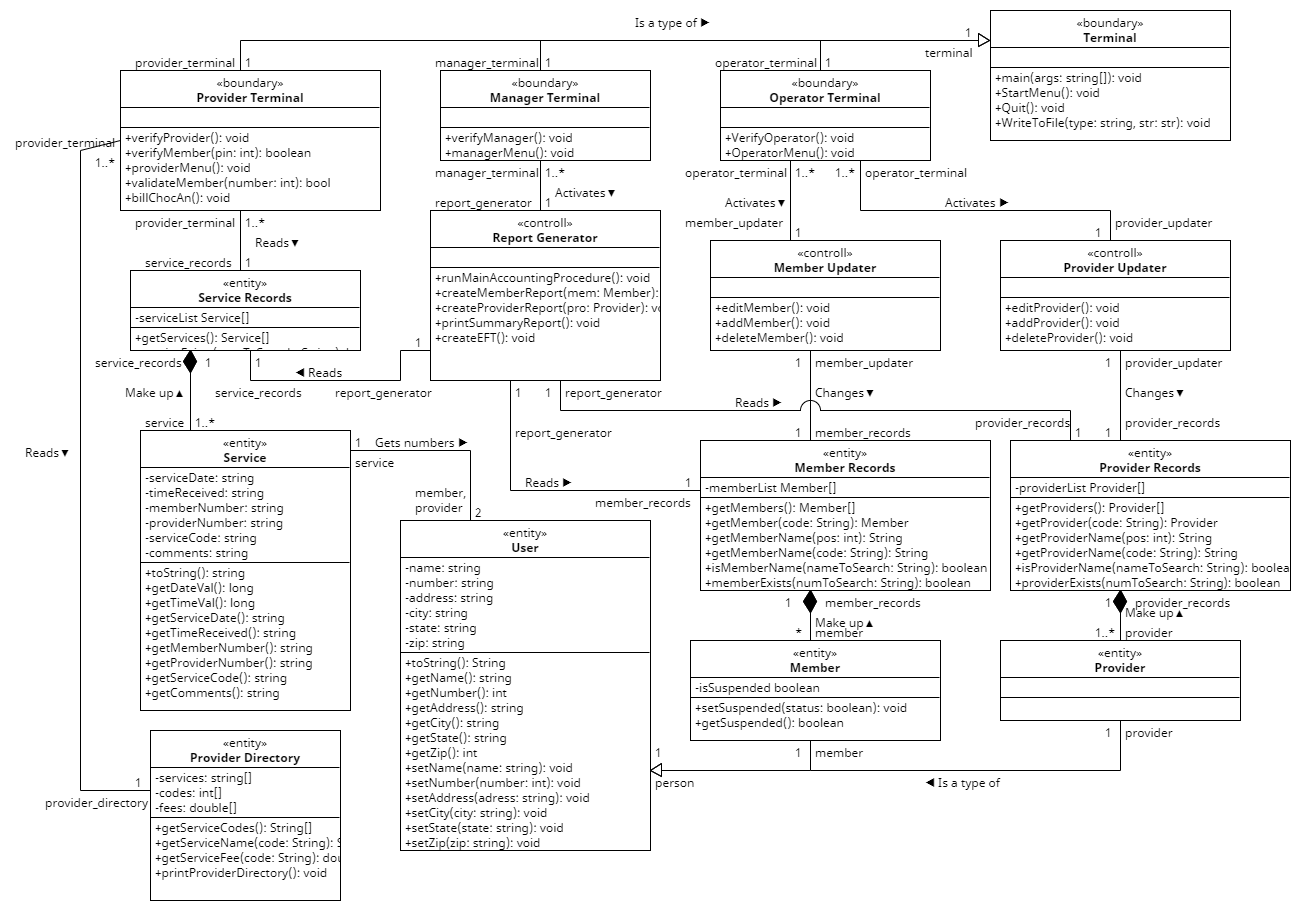 Is a type of ▶
1
terminal
«boundary»
Terminal
+main(args: string[]): void
+StartMenu(): void
+Quit(): void
+WriteToFile(type: string, str: str): void
provider_terminal
1
«boundary»
Provider Terminal
+verifyProvider(): void
+verifyMember(pin: int): boolean
+providerMenu(): void
+validateMember(number: int): bool
+billChocAn(): void
manager_terminal
1
«boundary»
Manager Terminal
+verifyManager(): void
+managerMenu(): void
operator_terminal
1
«boundary»
Operator Terminal
+VerifyOperator(): void
+OperatorMenu(): void
provider_terminal
1..*
provider_terminal
1..*
Reads ▼
service_records
1
manager_terminal
1..*
Activates ▼
report_generator
1
operator_terminal
1..*
Activates ▼
member_updater
1
1..*
operator_terminal
Activates ▶
provider_updater
1
«entity»
Service Records
-serviceList Service[]
+getServices(): Service[]
«controll»
Report Generator
+runMainAccountingProcedure(): void
+createMemberReport(mem: Member):
+createProviderReport(pro: Provider): vo
+printSummaryReport(): void
+createEFT(): void
«controll»
Member Updater
+editMember(): void
+addMember(): void
+deleteMember(): void
«controll»
Provider Updater
+editProvider(): void
+addProvider(): void
+deleteProvider(): void
service_records
1
Make up ▲
service
1..*
1
service_records
◀ Reads
1
report_generator
1
report_generator
Reads ▶
1
member_records
1
report_generator
Reads ▶
provider_records
1
1
member_updater
Changes ▼
1
member_records
1
provider_updater
Changes ▼
1
provider_records
Reads ▼
«entity»
Service
-serviceDate: string
-timeReceived: string
-memberNumber: string
-providerNumber: string
-serviceCode: string
-comments: string
+toString(): string
+getDateVal(): long
+getTimeVal(): long
+getServiceDate(): string
+getTimeReceived(): string
+getMemberNumber(): string
+getProviderNumber(): string
+getServiceCode(): string
+getComments(): string
1
Gets numbers ▶
service
member,
provider
2
«entity»
User
-name: string
-number: string
-address: string
-city: string
-state: string
-zip: string
+toString(): String
+getName(): string
+getNumber(): int
+getAddress(): string
+getCity(): string
+getState(): string
+getZip(): int
+setName(name: string): void
+setNumber(number: int): void
+setAddress(adress: string): void
+setCity(city: string): void
+setState(state: string): void
+setZip(zip: string): void
«entity»
Member Records
-memberList Member[]
+getMembers(): Member[]
+getMember(code: String): Member
+getMemberName(pos: int): String
+getMemberName(code: String): String
+isMemberName(nameToSearch: String): boolean
+memberExists(numToSearch: String): boolean
«entity»
Provider Records
-providerList Provider[]
+getProviders(): Provider[]
+getProvider(code: String): Provider
+getProviderName(pos: int): String
+getProviderName(code: String): String
+isProviderName(nameToSearch: String): boolea
+providerExists(numToSearch: String): boolean
1
member_records
Make up ▲
*
member
1
provider_records
Make up ▲
1..*
provider
«entity»
Member
-isSuspended boolean
+setSuspended(status: boolean): void
+getSuspended(): boolean
«entity»
Provider
1
member
1
provider
1
person
◀ Is a type of
1
provider_directory
«entity»
Provider Directory
-services: string[]
-codes: int[]
-fees: double[]
+getServiceCodes(): String[]
+getServiceName(code: String): S
+getServiceFee(code: String): dou
+printProviderDirectory(): void